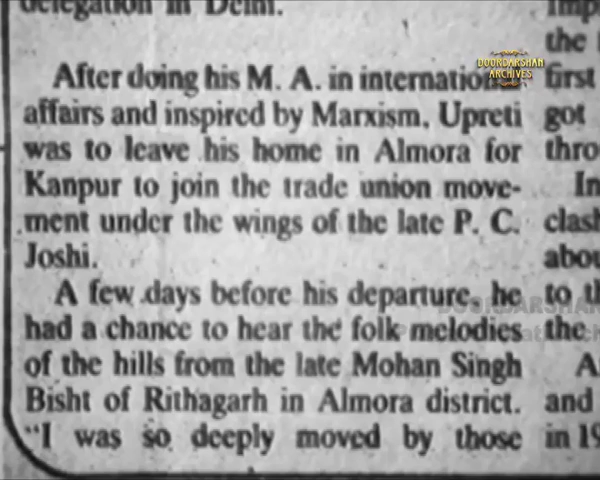 delegation in Delhi.
After doing his M. A. in internation
affairs and inspired by Marxism, Upreti
was to leave his home in Almora for
Kanpur to join the trade union move-
ment under the wings of the late P. C.
Joshi.
A few days before his departure, he
had a chance to hear the folk melodies
of the hills from the late Mohan Singh
Bisht of Rithagarh in Almora district.
"I was so deeply moved by those
the
first
got
thro
In
clash
abou
to th
the
A
and
in 19
DOORDARSHAN
ARCHIVES
DOORDARSHAN